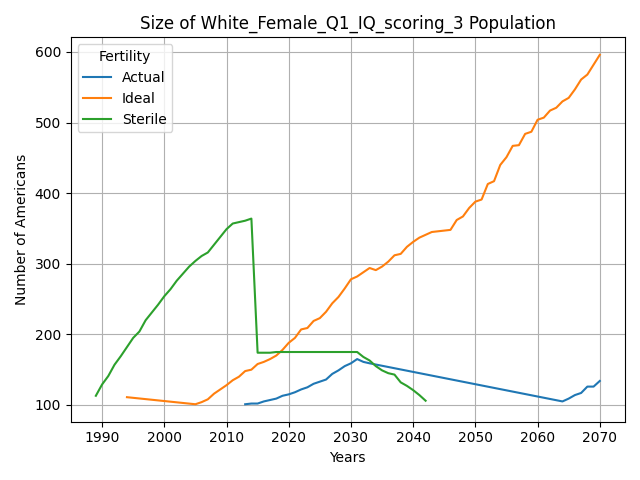 Size of White_Female_Q1_IQ_scoring_3 Population
Fertility
Actual
Ideal
Sterile
Number of Americans
600
500
400
300
200
100
1990 2000 2010 2020 2030 2040 2050 2060 2070
Years